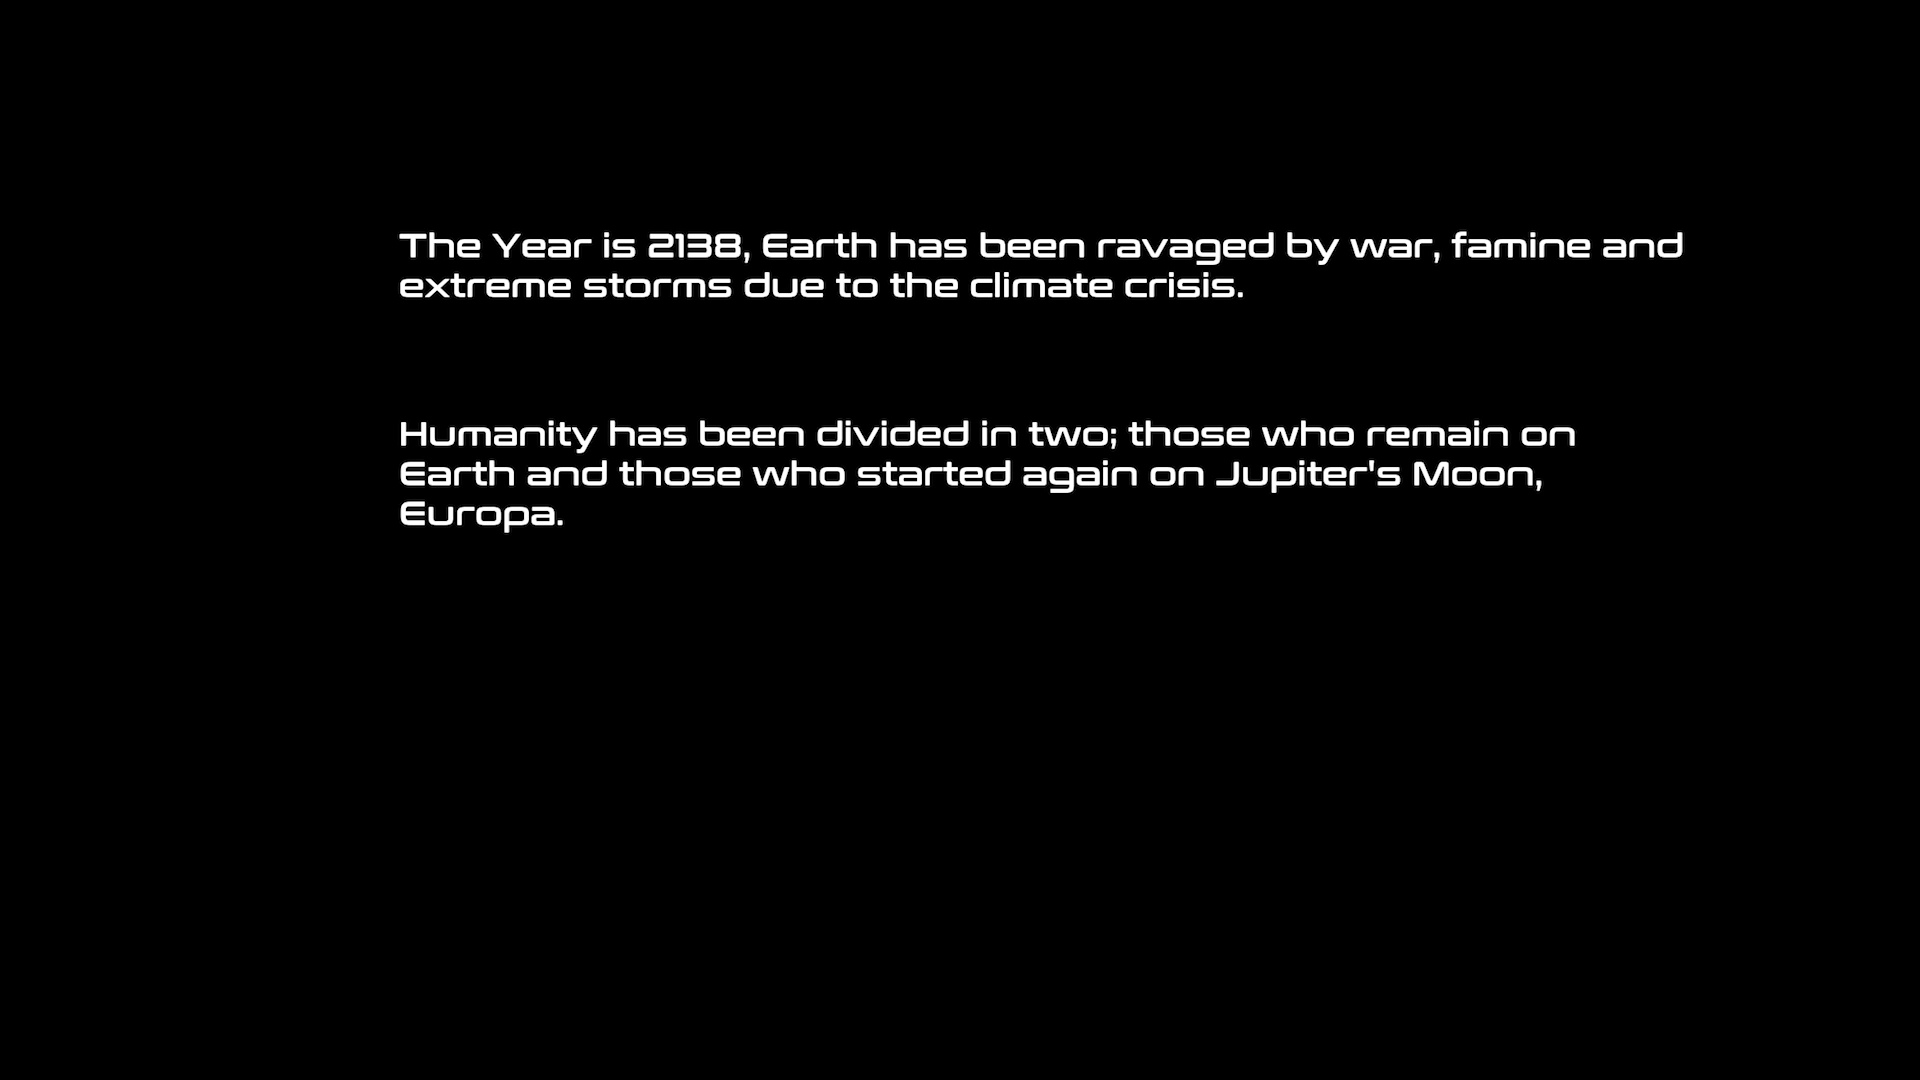 The Year is 2138, Earth has been ravaged by war, famine and
extreme storms due to the climate crisis.
Humanity has been divided in two; those who remain on
Earth and those who started again on Jupiter's Moon,
Europa.